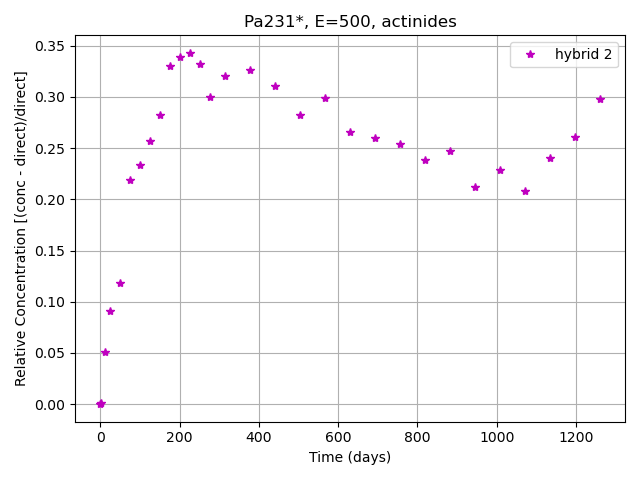 Pa231*, E=500, actinides
hybrid 2
Relative Concentration [(conc - direct)/direct]
0.35
0.30
0.25
0.20
0.15
0.10
0.05
0.00
0 200 400 600 800 1000 1200
Time (days)